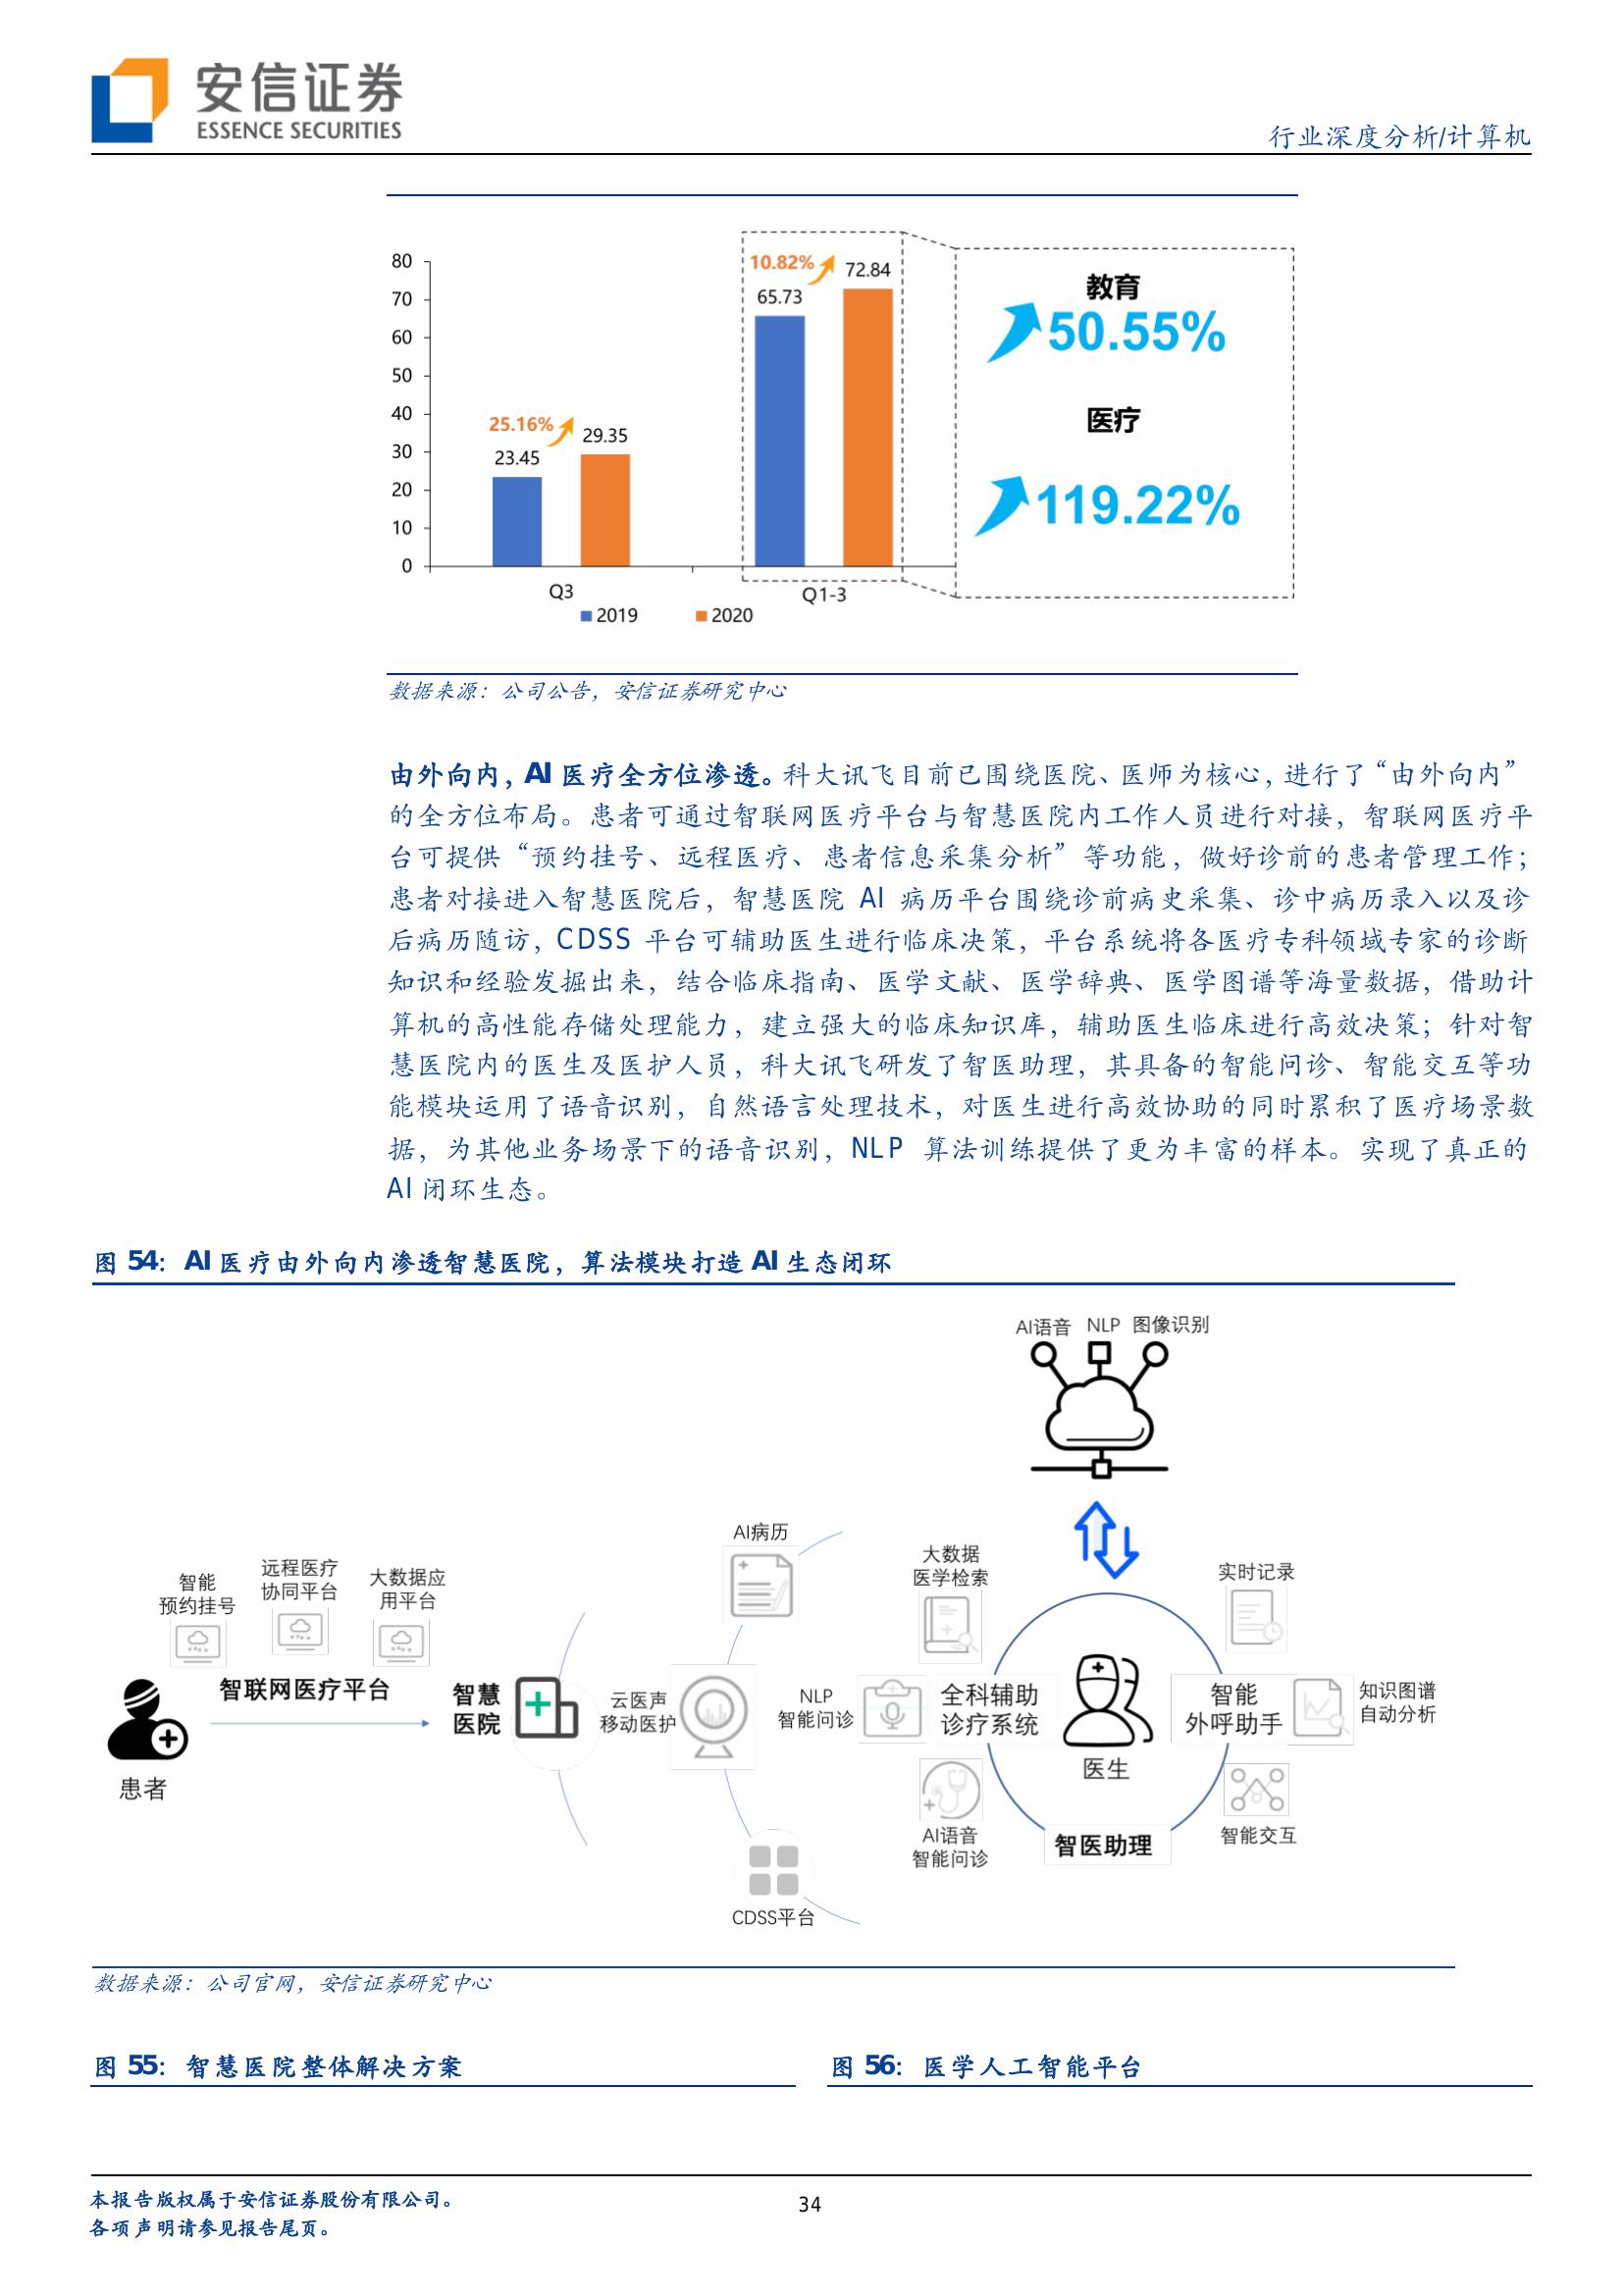 安信证券
ESSENCE SECURITIES
行业深度分析/计算机
80
70
60
50
40
30
20
10
0
25.16%
23.45
29.35
10.82%
65.73
72.84
Q3
Q1-3
2019
2020
教育
50.55%
医疗
119.22%
数据来源：公司公告，安信证券研究中心
由外向内，AI 医疗全方位渗透。科大讯飞目前已围绕医院、医师为核心，进行了“由外向内”
的全方位布局。患者可通过智联网医疗平台与智慧医院内工作人员进行对接，智联网医疗平
台可提供“预约挂号、远程医疗、患者信息采集分析”等功能，做好诊前的患者管理工作；
患者对接进入智慧医院后，智慧医院 AI 病历平台围绕诊前病史采集、诊中病历录入以及诊
后病历随访，CDSS 平台可辅助医生进行临床决策，平台系统将各医疗专科领域专家的诊断
知识和经验发掘出来，结合临床指南、医学文献、医学辞典、医学图谱等海量数据，借助计
算机的高性能存储处理能力，建立强大的临床知识库，辅助医生临床进行高效决策；针对智
慧医院内的医生及医护人员，科大讯飞研发了智医助理，其具备的智能问诊、智能交互等功
能模块运用了语音识别，自然语言处理技术，对医生进行高效协助的同时累积了医疗场景数
据，为其他业务场景下的语音识别，NLP 算法训练提供了更为丰富的样本。实现了真正的
AI 闭环生态。
图 54：AI 医疗由外向内渗透智慧医院，算法模块打造 AI 生态闭环
AI语音 NLP 图像识别
智能
预约挂号
远程医疗
协同平台
大数据应
用平台
智联网医疗平台
患者
智慧
医院
AI病历
云医声
移动医护
CDSS平台
大数据
医学检索
NLP
智能问诊
AI语音
智能问诊
全科辅助
诊疗系统
医生
智医助理
智能
外呼助手
实时记录
知识图谱
自动分析
智能交互
数据来源：公司官网，安信证券研究中心
图 55：智慧医院整体解决方案
图 56：医学人工智能平台
本报告版权属于安信证券股份有限公司。
各项声明请参见报告尾页。
34